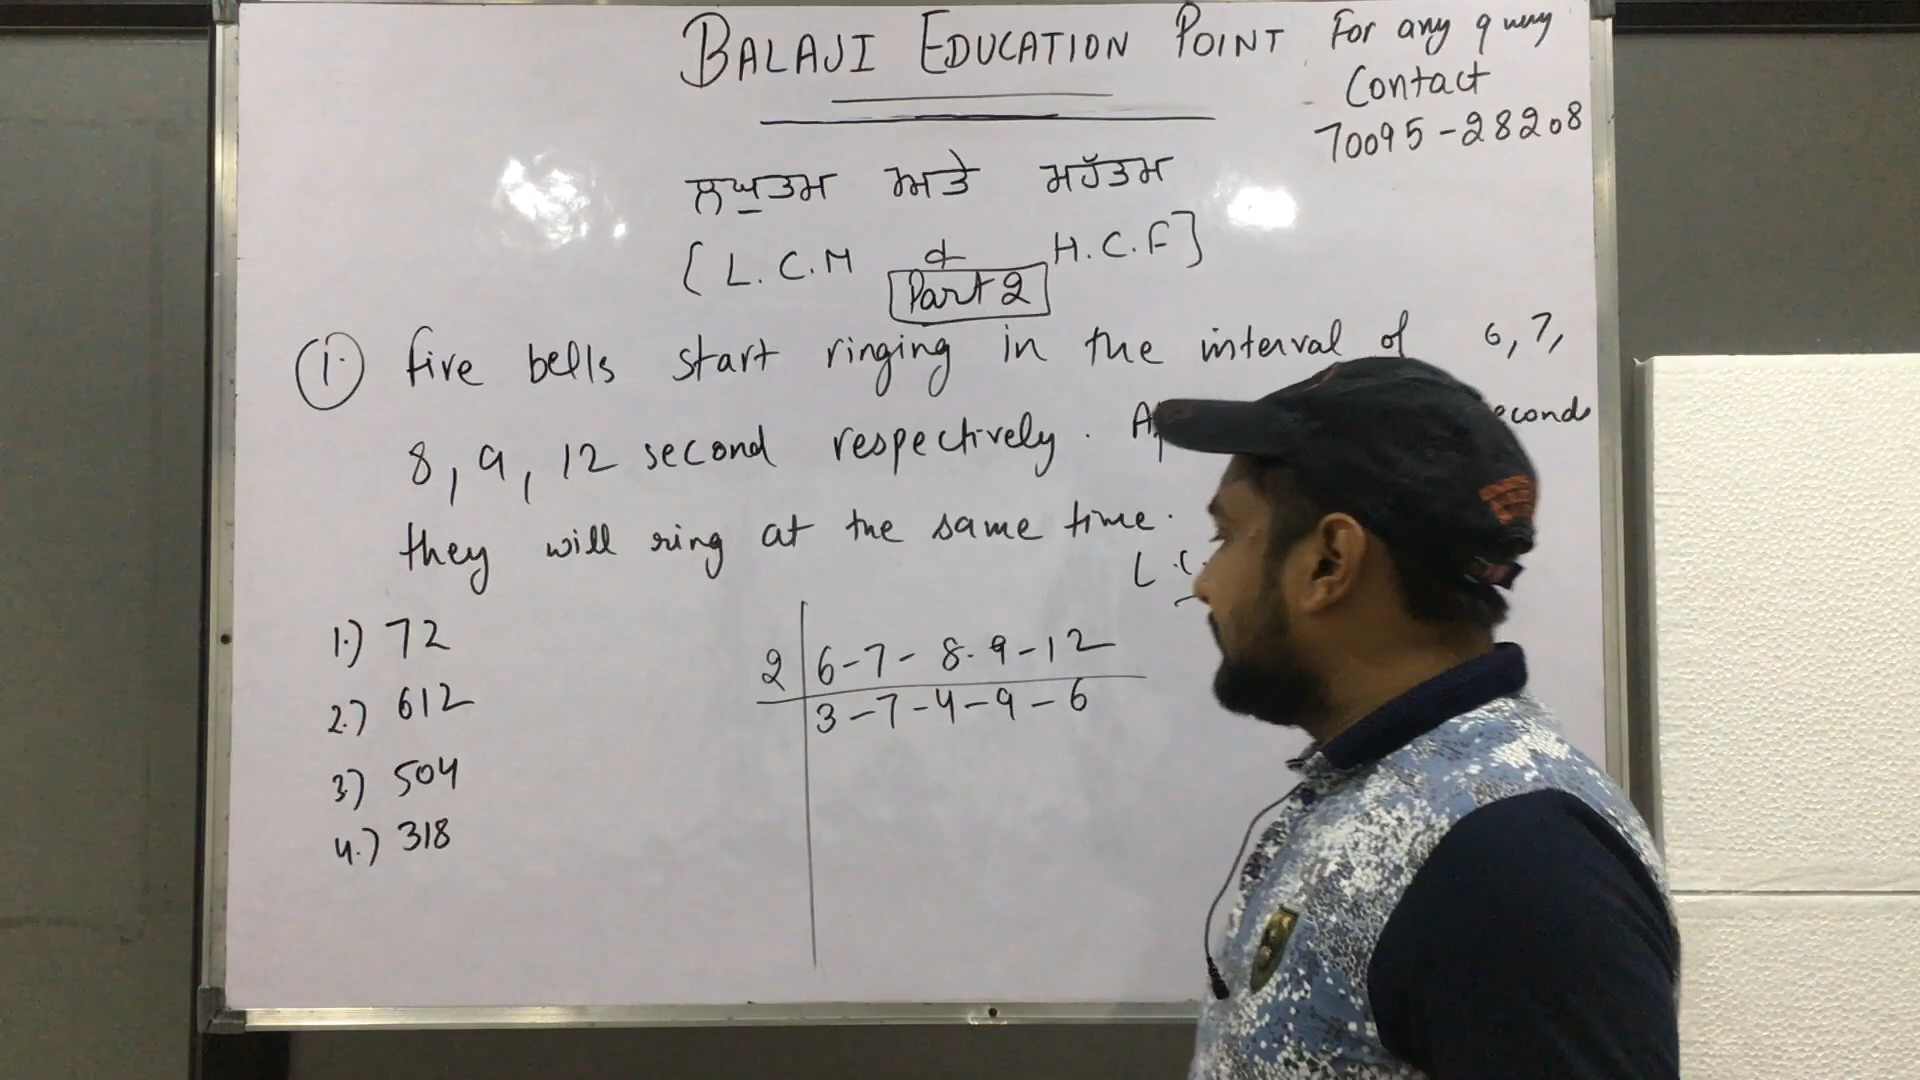 BALAJI EDUCATION POINT
For any query
Contact
70095-28208
ਲਘੁਤਮ ਅਤੇ ਮਹੱਤਮ
[L.C.M & H.C.F]
Part 2
1. five bells start ringing in the interval of 6, 7,
8, 9, 12 second respectively.
they will ring at the same time.
1.) 72
2.) 612
3) 504
4.) 318
2 6-7-8-9-12
3-7-4-9-6